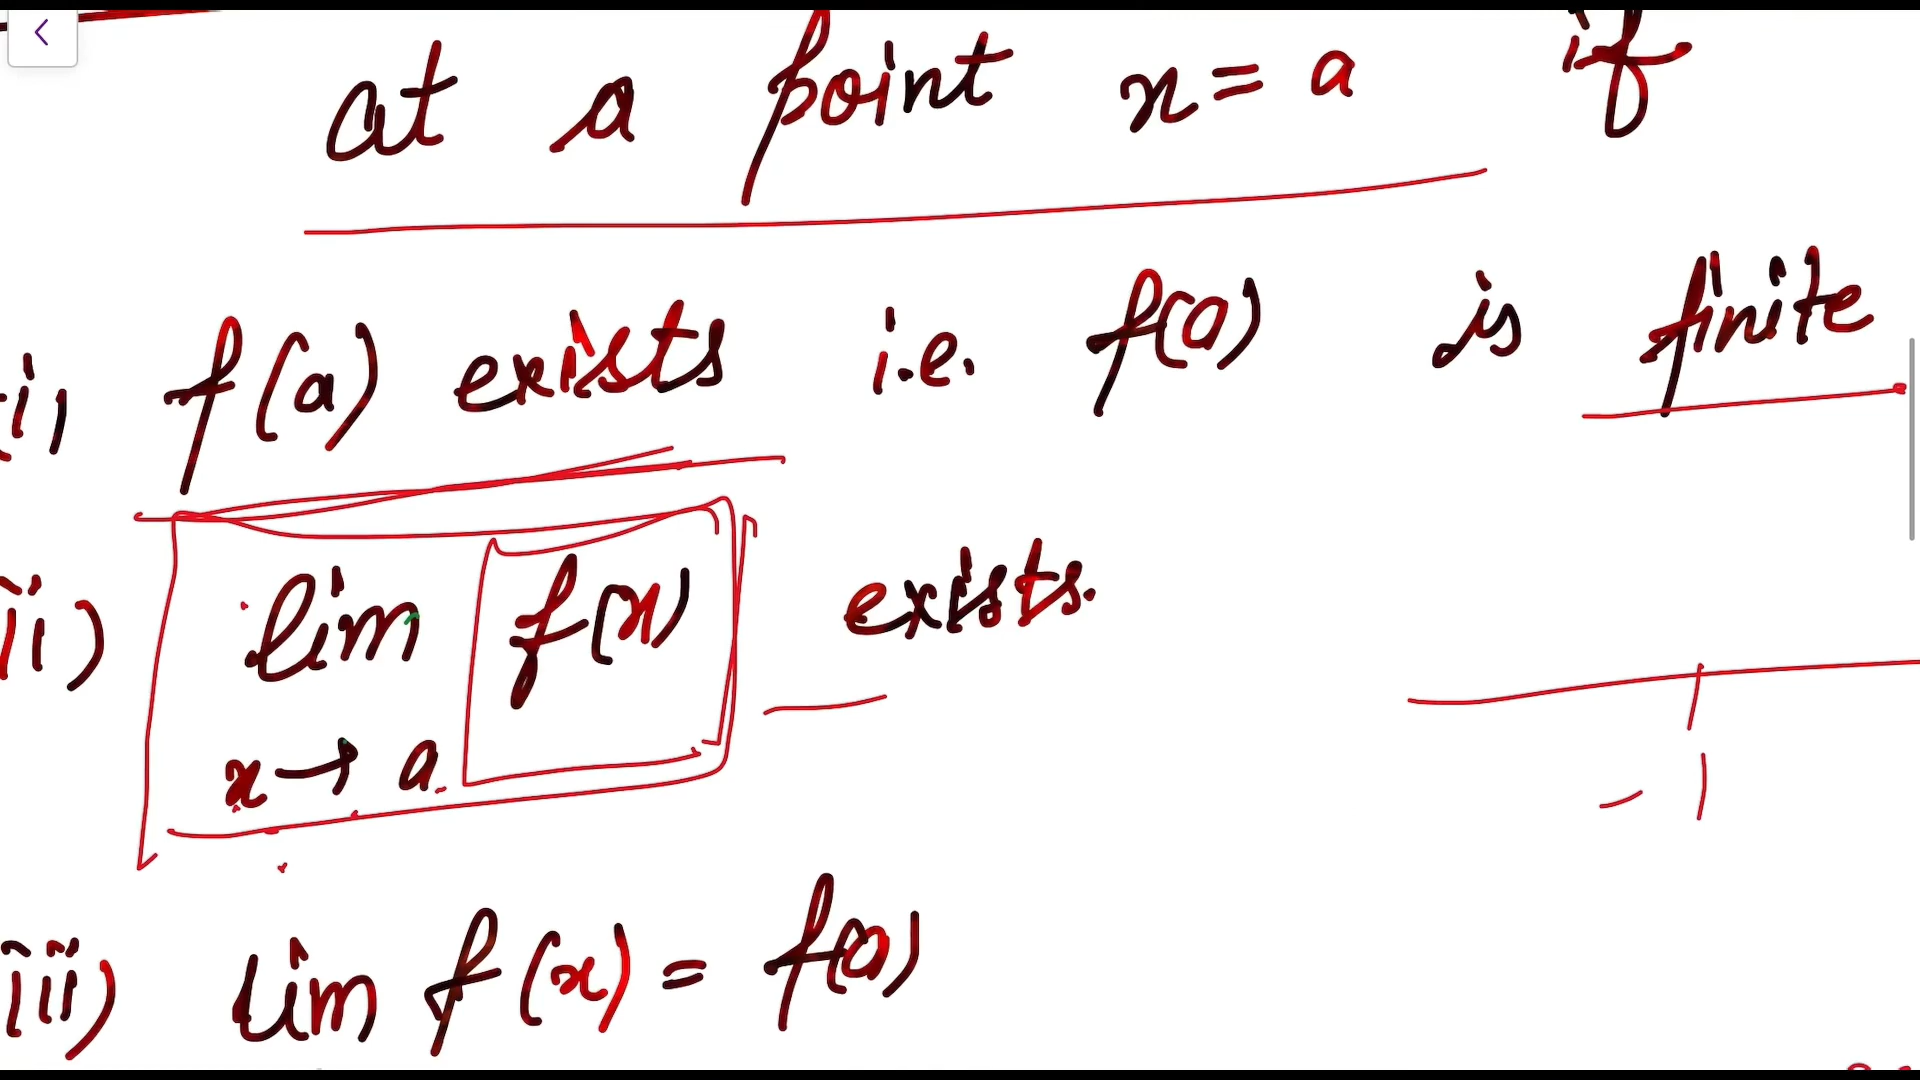 at a point x = a if
(i) f(a) exists i.e. f(a) is finite
(ii) lim f(x) exists.
x → a
(iii) lim f(x) = f(a)